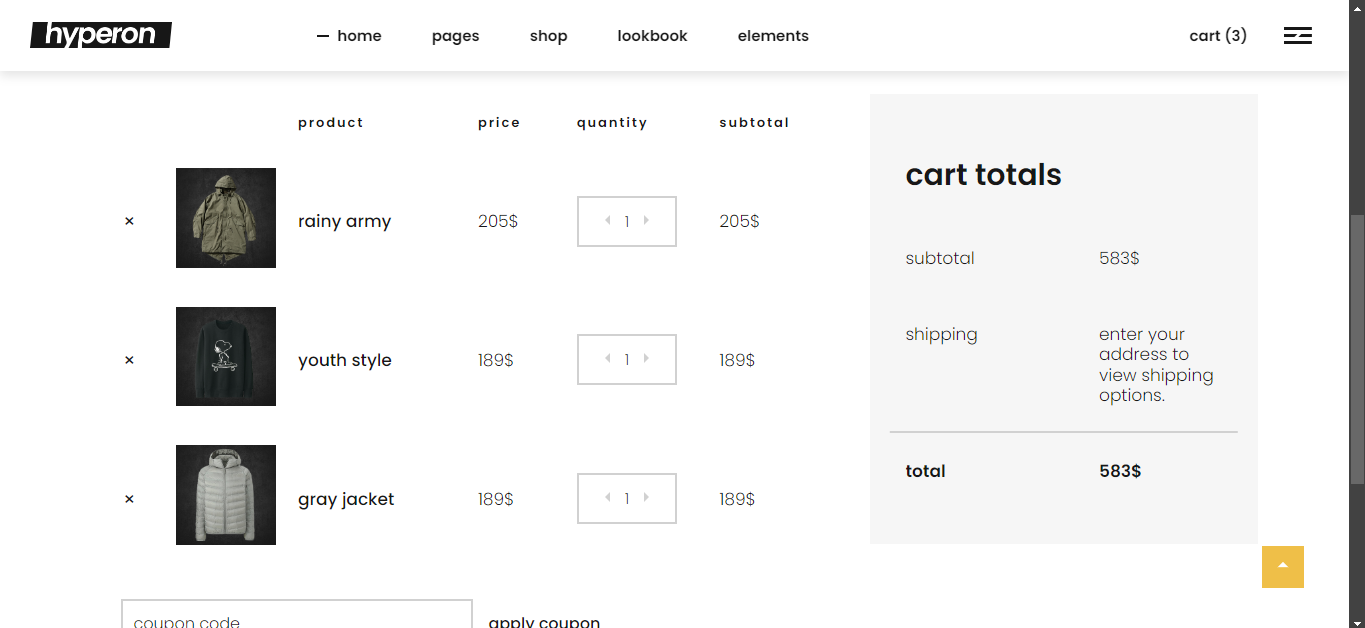 hyperon
home pages shop lookbook elements cart (3)
product price quantity subtotal
× rainy army 205$ 1 205$
× youth style 189$ 1 189$
× gray jacket 189$ 1 189$
coupon code apply coupon
cart totals
subtotal 583$
shipping enter your
address to
view shipping
options.
total 583$